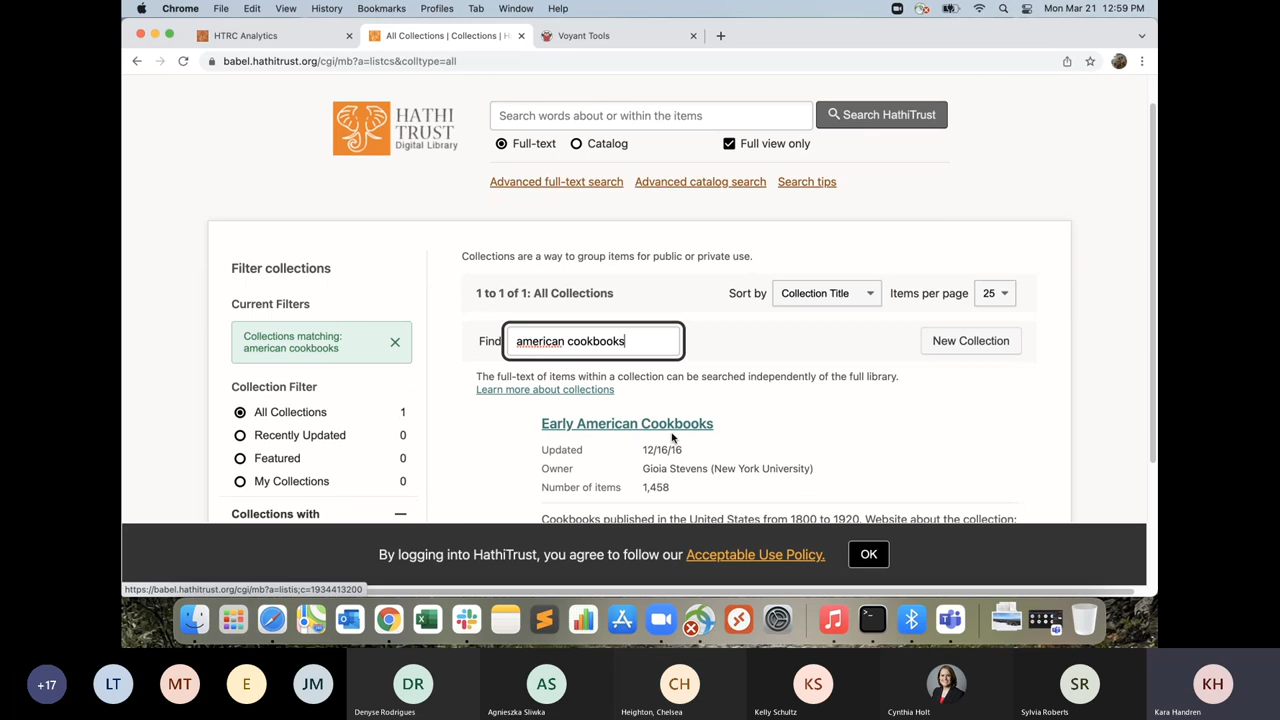 Chrome File Edit View History Bookmarks Profiles Tab Window Help Mon Mar 21 12:59 PM
HTRC Analytics All Collections | Collections | H Voyant Tools
babel.hathitrust.org/cgi/mb?a=listcs&colltype=all
HATHI
TRUST
Digital Library
Search words about or within the items Search HathiTrust
Full-text Catalog Full view only
Advanced full-text search Advanced catalog search Search tips
Collections are a way to group items for public or private use.
Filter collections
Current Filters
Collections matching:
american cookbooks
Collection Filter
All Collections 1
Recently Updated 0
Featured 0
My Collections 0
Collections with
1 to 1 of 1: All Collections Sort by Collection Title Items per page 25
Find american cookbooks New Collection
The full-text of items within a collection can be searched independently of the full library.
Learn more about collections
Early American Cookbooks
Updated 12/16/16
Owner Gioia Stevens (New York University)
Number of items 1,458
Cookbooks published in the United States from 1800 to 1920. Website about the collection:
By logging into HathiTrust, you agree to follow our Acceptable Use Policy. OK
https://babel.hathitrust.org/cgi/mb?a=listis;c=1934413200
+17 LT MT E JM DR AS CH KS SR KH
Denyse Rodrigues Agnieszka Sliwka Heighton, Chelsea Kelly Schultz Cynthia Holt Sylvia Roberts Kara Handren